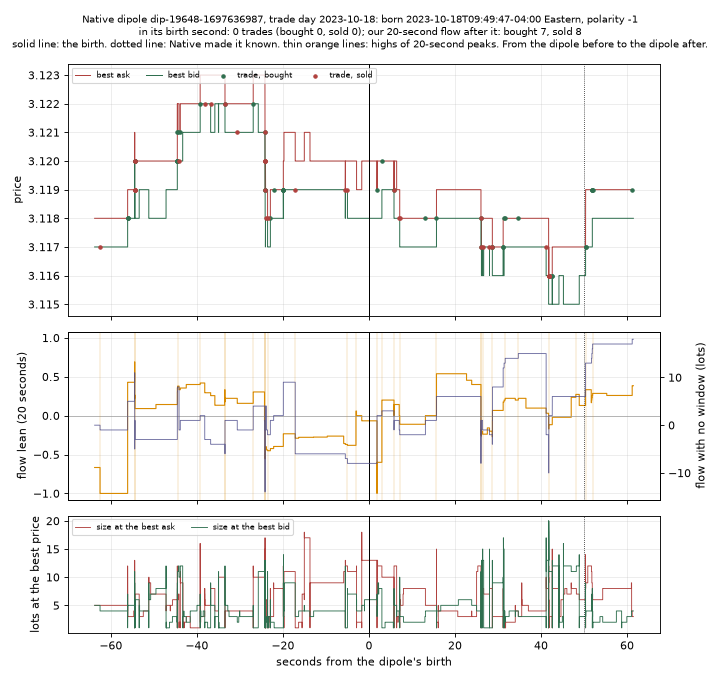 Native dipole dip-19648-1697636987, trade day 2023-10-18: born 2023-10-18T09:49:47-04:00 Eastern, polarity -1
in its birth second: 0 trades (bought 0, sold 0); our 20-second flow after it: bought 7, sold 8
solid line: the birth. dotted line: Native made it known. thin orange lines: highs of 20-second peaks. From the dipole before to the dipole after.
best ask best bid trade, bought trade, sold
3.123
3.122
3.121
3.120
3.119
3.118
3.117
3.116
3.115
price
1.0
0.5
0.0
−0.5
−1.0
flow lean (20 seconds)
10
0
−10
flow with no window (lots)
size at the best ask size at the best bid
20
15
10
5
lots at the best price
−60 −40 −20 0 20 40 60
seconds from the dipole's birth